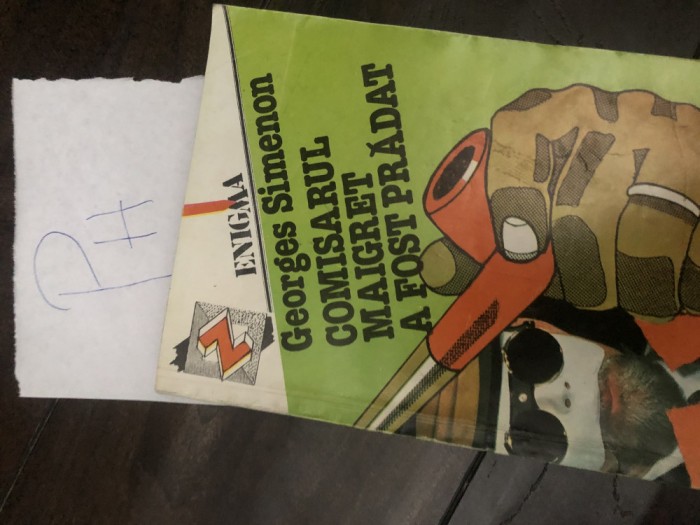 PH
ENIGMA
Georges Simenon
COMISARUL
MAIGRET
A FOST PRĂDAT